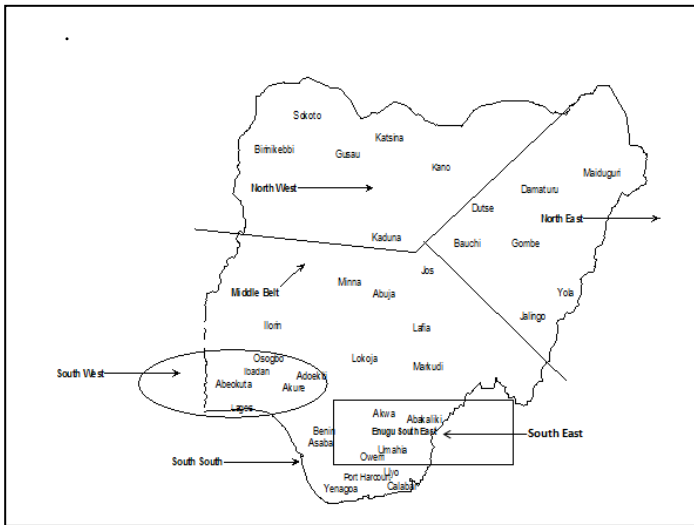 Sokoto
Katsina
Birinikebbi
Gusau
Kano
Maiduguri
North West
Damaturu
Dutse
North East
Kaduna
Bauchi
Gombe
Jos
Minna
Middle Belt
Abuja
Yola
Jalingo
Ilorin
Lafia
Osogbo
Lokoja
Ibadan
Markudi
South West
Adoekiti
Abeokuta
Akure
Lagos
Akwa
Abakaliki
Benin
Enugu South East
South East
Asaba
Umahia
Owerri
South South
Uyo
Port Harcourt
Calabar
Yenagoa